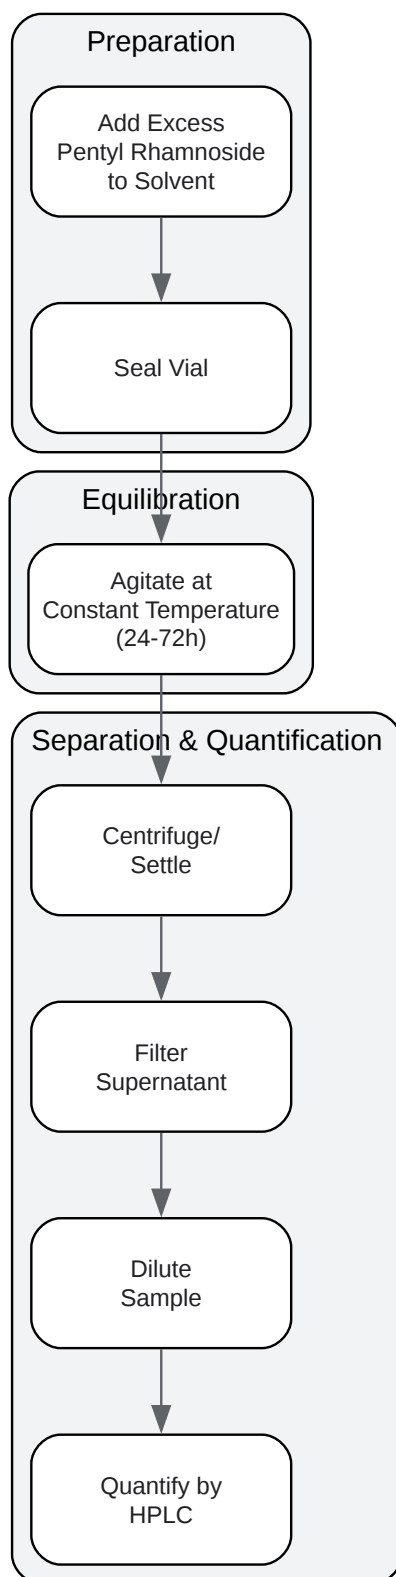 Preparation
Add Excess
Pentyl Rhamnoside
to Solvent
Seal Vial
Equilibration
Agitate at
Constant Temperature
(24-72h)
Separation & Quantification
Centrifuge/
Settle
Filter
Supernatant
Dilute
Sample
Quantify by
HPLC